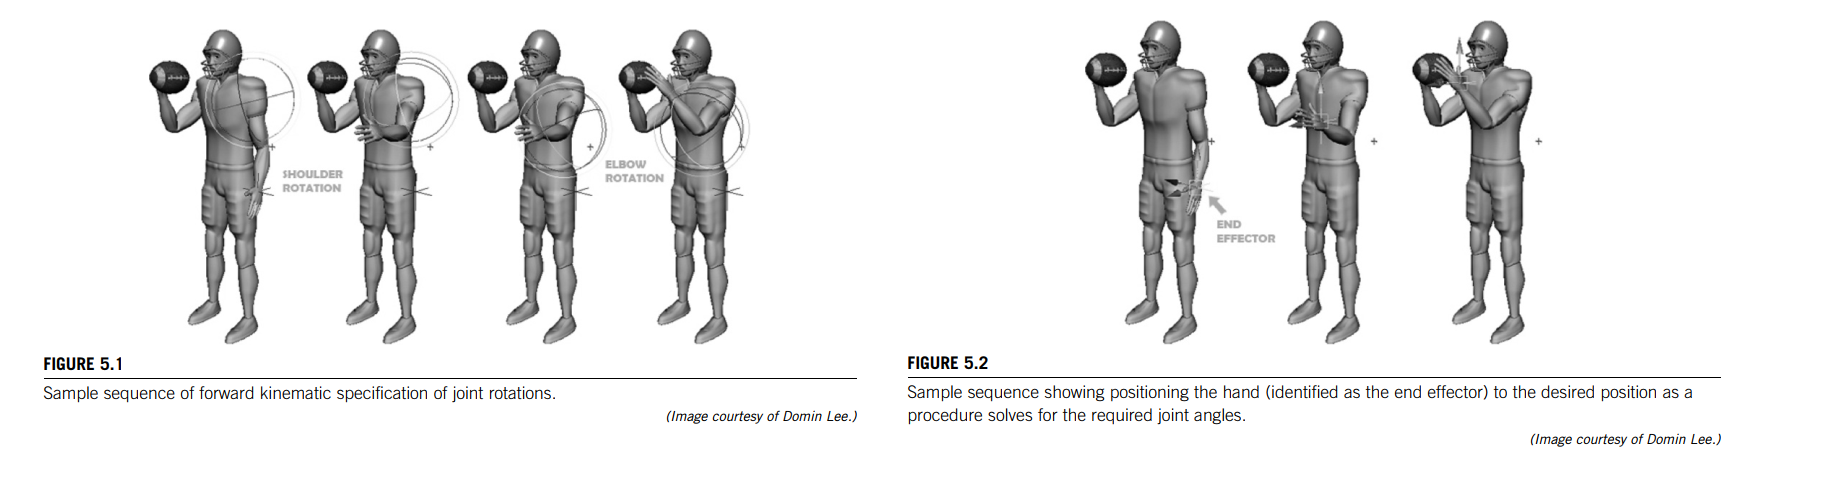 SHOULDER
ROTATION
ELBOW
ROTATION
FIGURE 5.1
Sample sequence of forward kinematic specification of joint rotations.
(Image courtesy of Domin Lee.)
END
EFFECTOR
FIGURE 5.2
Sample sequence showing positioning the hand (identified as the end effector) to the desired position as a
procedure solves for the required joint angles.
(Image courtesy of Domin Lee.)